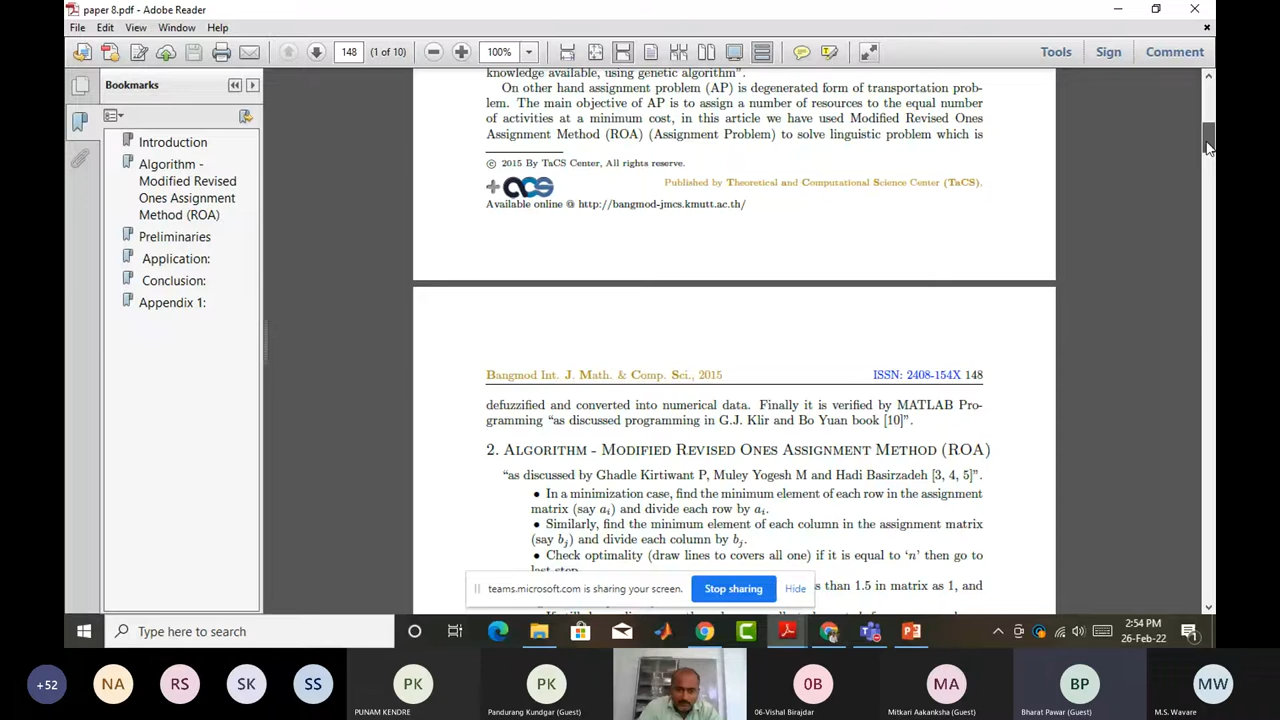 paper 8.pdf - Adobe Reader
File Edit View Window Help
148 (1 of 10) 100% Tools Sign Comment
Bookmarks
Introduction
Algorithm -
Modified Revised
Ones Assignment
Method (ROA)
Preliminaries
Application:
Conclusion:
Appendix 1:
knowledge available, using genetic algorithm".
On other hand assignment problem (AP) is degenerated form of transportation prob-
lem. The main objective of AP is to assign a number of resources to the equal number
of activities at a minimum cost, in this article we have used Modified Revised Ones
Assignment Method (ROA) (Assignment Problem) to solve linguistic problem which is
© 2015 By TaCS Center, All rights reserve.
+acs Published by Theoretical and Computational Science Center (TaCS),
Available online @ http://bangmod-jmcs.kmutt.ac.th/
Bangmod Int. J. Math. & Comp. Sci., 2015 ISSN: 2408-154X 148
defuzzified and converted into numerical data. Finally it is verified by MATLAB Pro-
gramming "as discussed programming in G.J. Klir and Bo Yuan book [10]".
2. ALGORITHM - MODIFIED REVISED ONES ASSIGNMENT METHOD (ROA)
"as discussed by Ghadle Kirtiwant P, Muley Yogesh M and Hadi Basirzadeh [3, 4, 5]".
• In a minimization case, find the minimum element of each row in the assignment
matrix (say ai) and divide each row by ai.
• Similarly, find the minimum element of each column in the assignment matrix
(say bj) and divide each column by bj.
• Check optimality (draw lines to covers all one) if it is equal to 'n' then go to
last step.
ss than 1.5 in matrix as 1, and
teams.microsoft.com is sharing your screen. Stop sharing Hide
Type here to search
2:54 PM
26-Feb-22
1
+52 NA RS SK SS PK PK 0B MA BP MW
PUNAM KENDRE Pandurang Kundgar (Guest) 06-Vishal Birajdar Mitkari Aakanksha (Guest) Bharat Pawar (Guest) M.S. Wavare